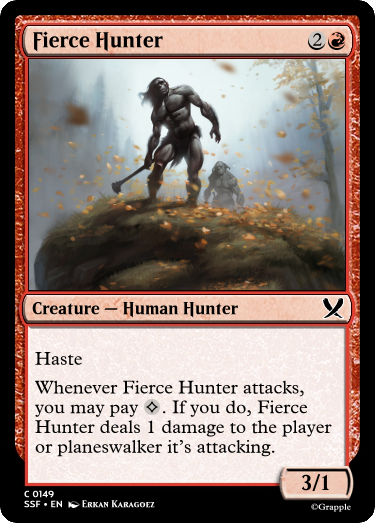 Fierce Hunter 2
Creature — Human Hunter
Haste
Whenever Fierce Hunter attacks,
you may pay . If you do, Fierce
Hunter deals 1 damage to the player
or planeswalker it's attacking.
3/1
C 0149
SSF • EN Erkan Karagoez
©Grapple